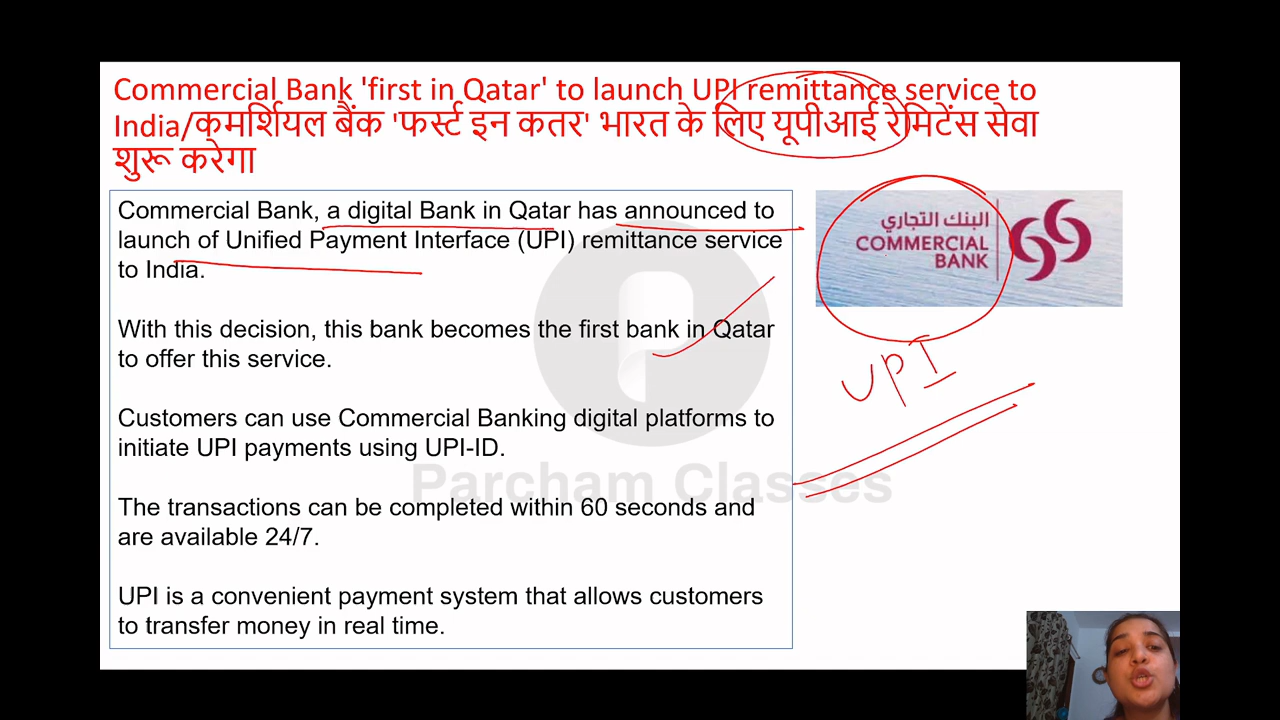 Commercial Bank 'first in Qatar' to launch UPI remittance service to
India/कमर्शियल बैंक 'फर्स्ट इन कतर' भारत के लिए यूपीआई रेमिटेंस सेवा
शुरू करेगा
Commercial Bank, a digital Bank in Qatar has announced to
launch of Unified Payment Interface (UPI) remittance service
to India.
With this decision, this bank becomes the first bank in Qatar
to offer this service.
Customers can use Commercial Banking digital platforms to
initiate UPI payments using UPI-ID.
The transactions can be completed within 60 seconds and
are available 24/7.
UPI is a convenient payment system that allows customers
to transfer money in real time.
البنك التجاري
COMMERCIAL
BANK
UPI
Parcham Classes